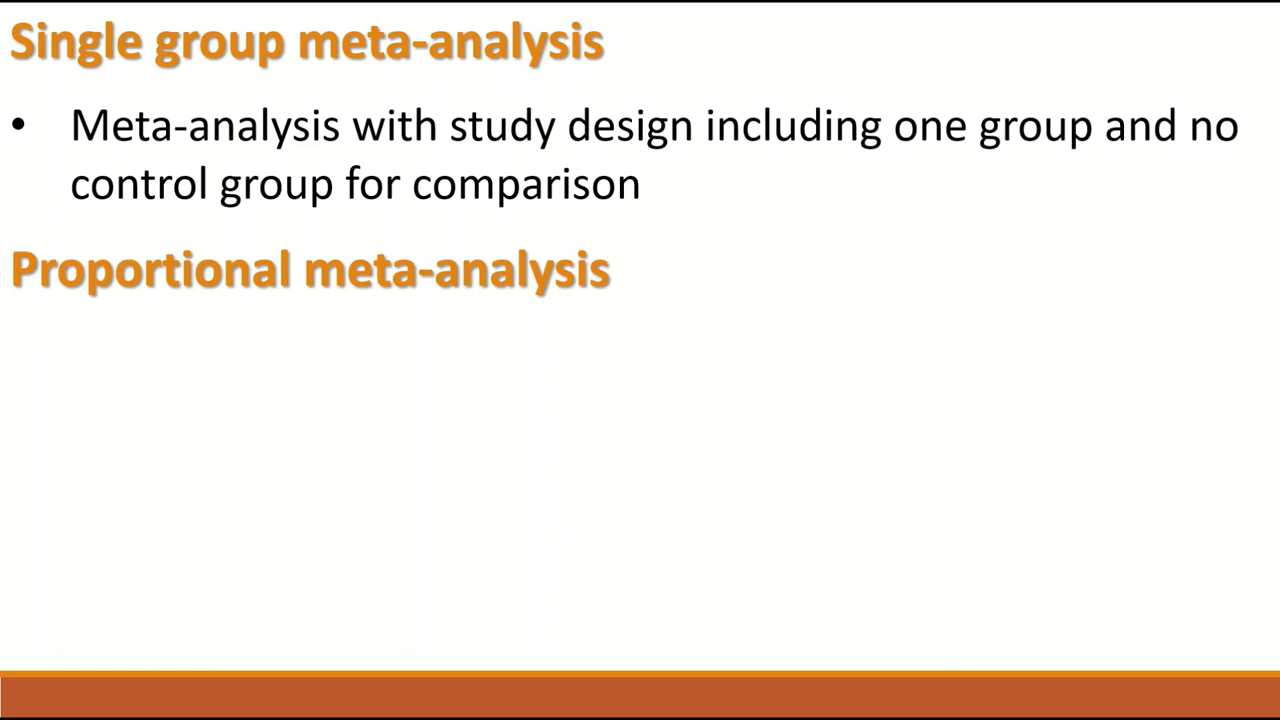 Single group meta-analysis
• Meta-analysis with study design including one group and no
control group for comparison
Proportional meta-analysis